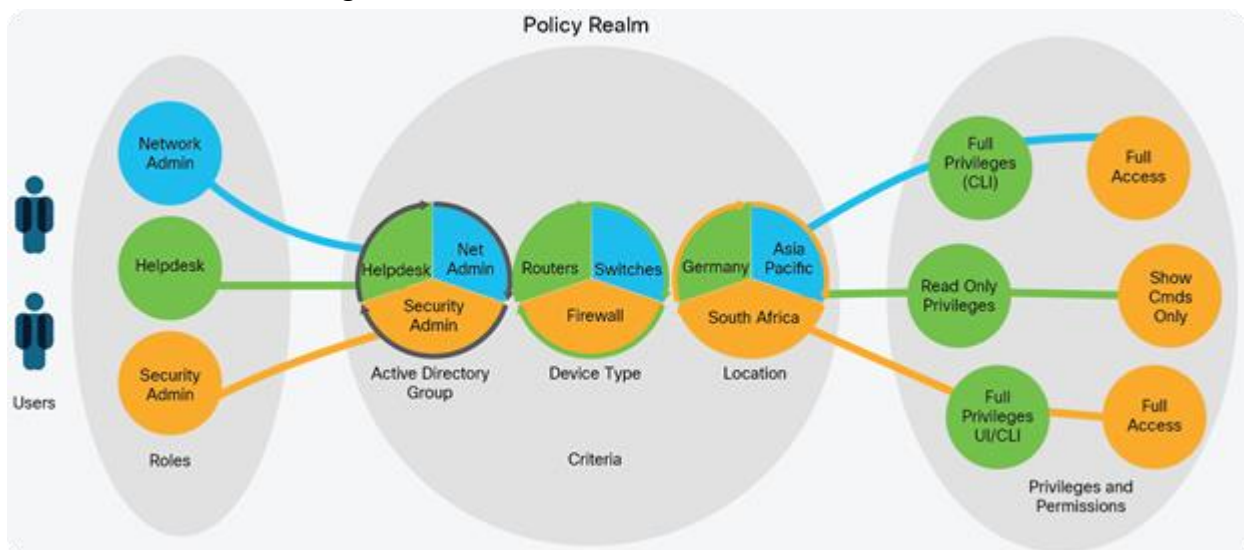 Policy Realm
Network
Admin
Helpdesk
Security
Admin
Users
Roles
Helpdesk
Net
Admin
Security
Admin
Active Directory
Group
Routers
Switches
Firewall
Device Type
Germany
Asia
Pacific
South Africa
Location
Criteria
Full
Privileges
(CLI)
Full
Access
Read Only
Privileges
Show
Cmds
Only
Full
Privileges
UI/CLI
Full
Access
Privileges and
Permissions